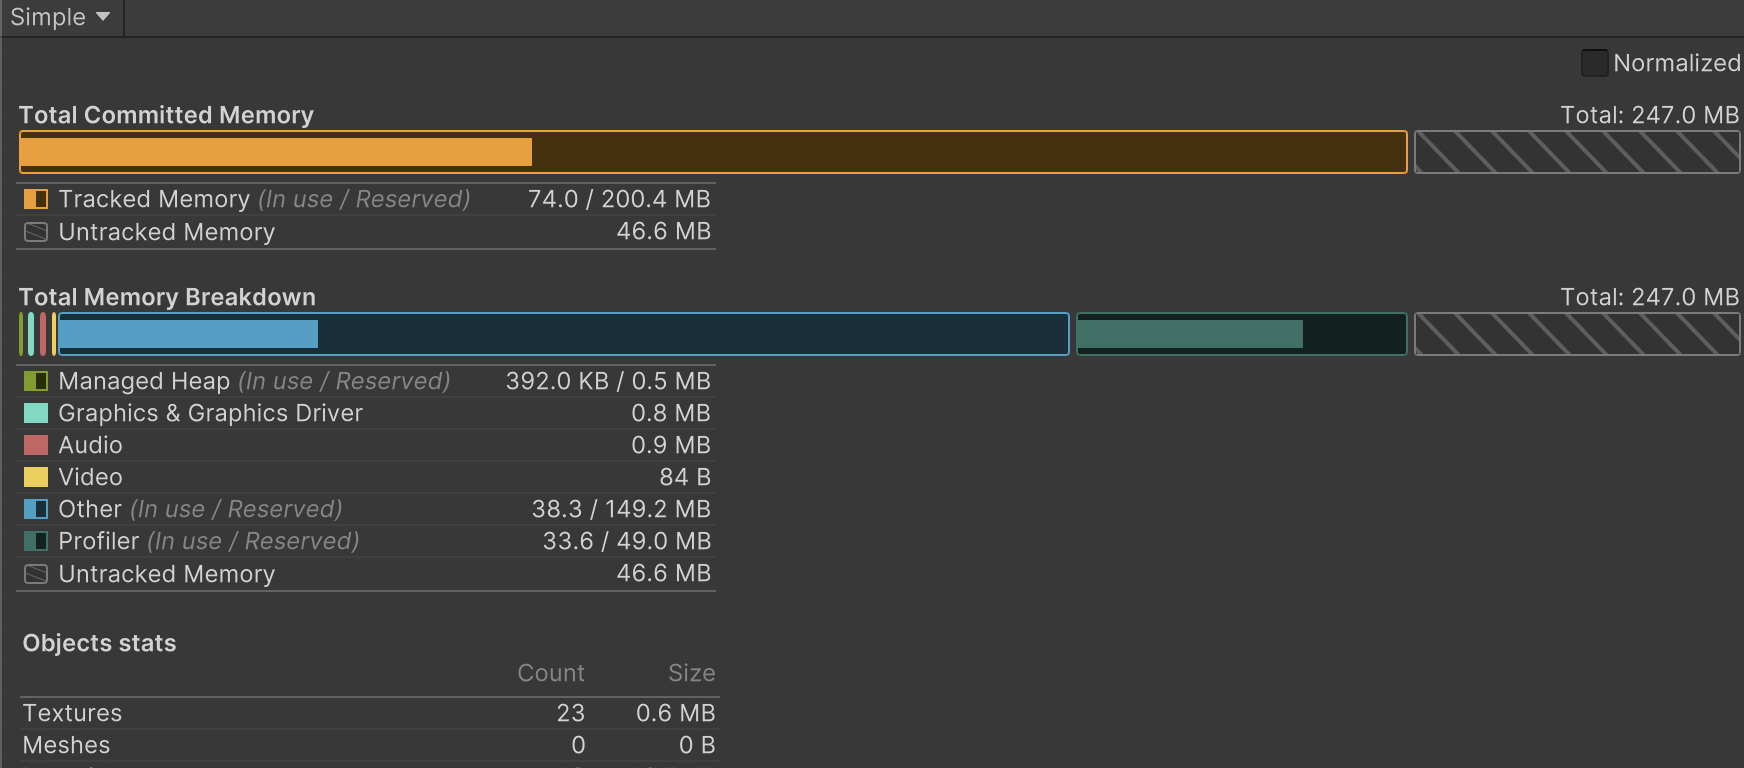 Simple
Normalized
Total Committed Memory Total: 247.0 MB
Tracked Memory (In use / Reserved) 74.0 / 200.4 MB
Untracked Memory 46.6 MB
Total Memory Breakdown Total: 247.0 MB
Managed Heap (In use / Reserved) 392.0 KB / 0.5 MB
Graphics & Graphics Driver 0.8 MB
Audio 0.9 MB
Video 84 B
Other (In use / Reserved) 38.3 / 149.2 MB
Profiler (In use / Reserved) 33.6 / 49.0 MB
Untracked Memory 46.6 MB
Objects stats
Count Size
Textures 23 0.6 MB
Meshes 0 0 B